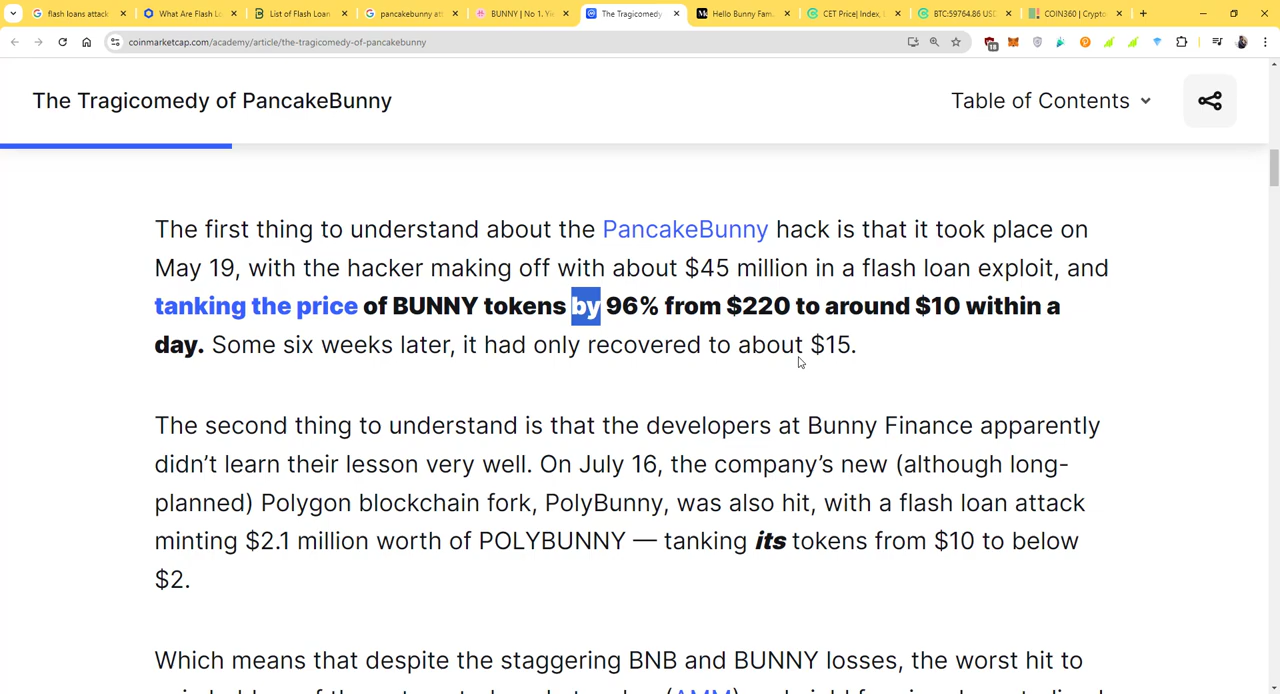 flash loans attack
What Are Flash L
List of Flash Loan
pancakebunny at
BUNNY | No 1. Yie
The Tragicomedy
Hello Bunny Fam
CET Price| Index, L
BTC:59764.86 USD
COIN360 | Crypto
coinmarketcap.com/academy/article/the-tragicomedy-of-pancakebunny
The Tragicomedy of PancakeBunny
Table of Contents
The first thing to understand about the PancakeBunny hack is that it took place on
May 19, with the hacker making off with about $45 million in a flash loan exploit, and
tanking the price of BUNNY tokens by 96% from $220 to around $10 within a
day. Some six weeks later, it had only recovered to about $15.
The second thing to understand is that the developers at Bunny Finance apparently
didn’t learn their lesson very well. On July 16, the company’s new (although long-
planned) Polygon blockchain fork, PolyBunny, was also hit, with a flash loan attack
minting $2.1 million worth of POLYBUNNY — tanking its tokens from $10 to below
$2.
Which means that despite the staggering BNB and BUNNY losses, the worst hit to